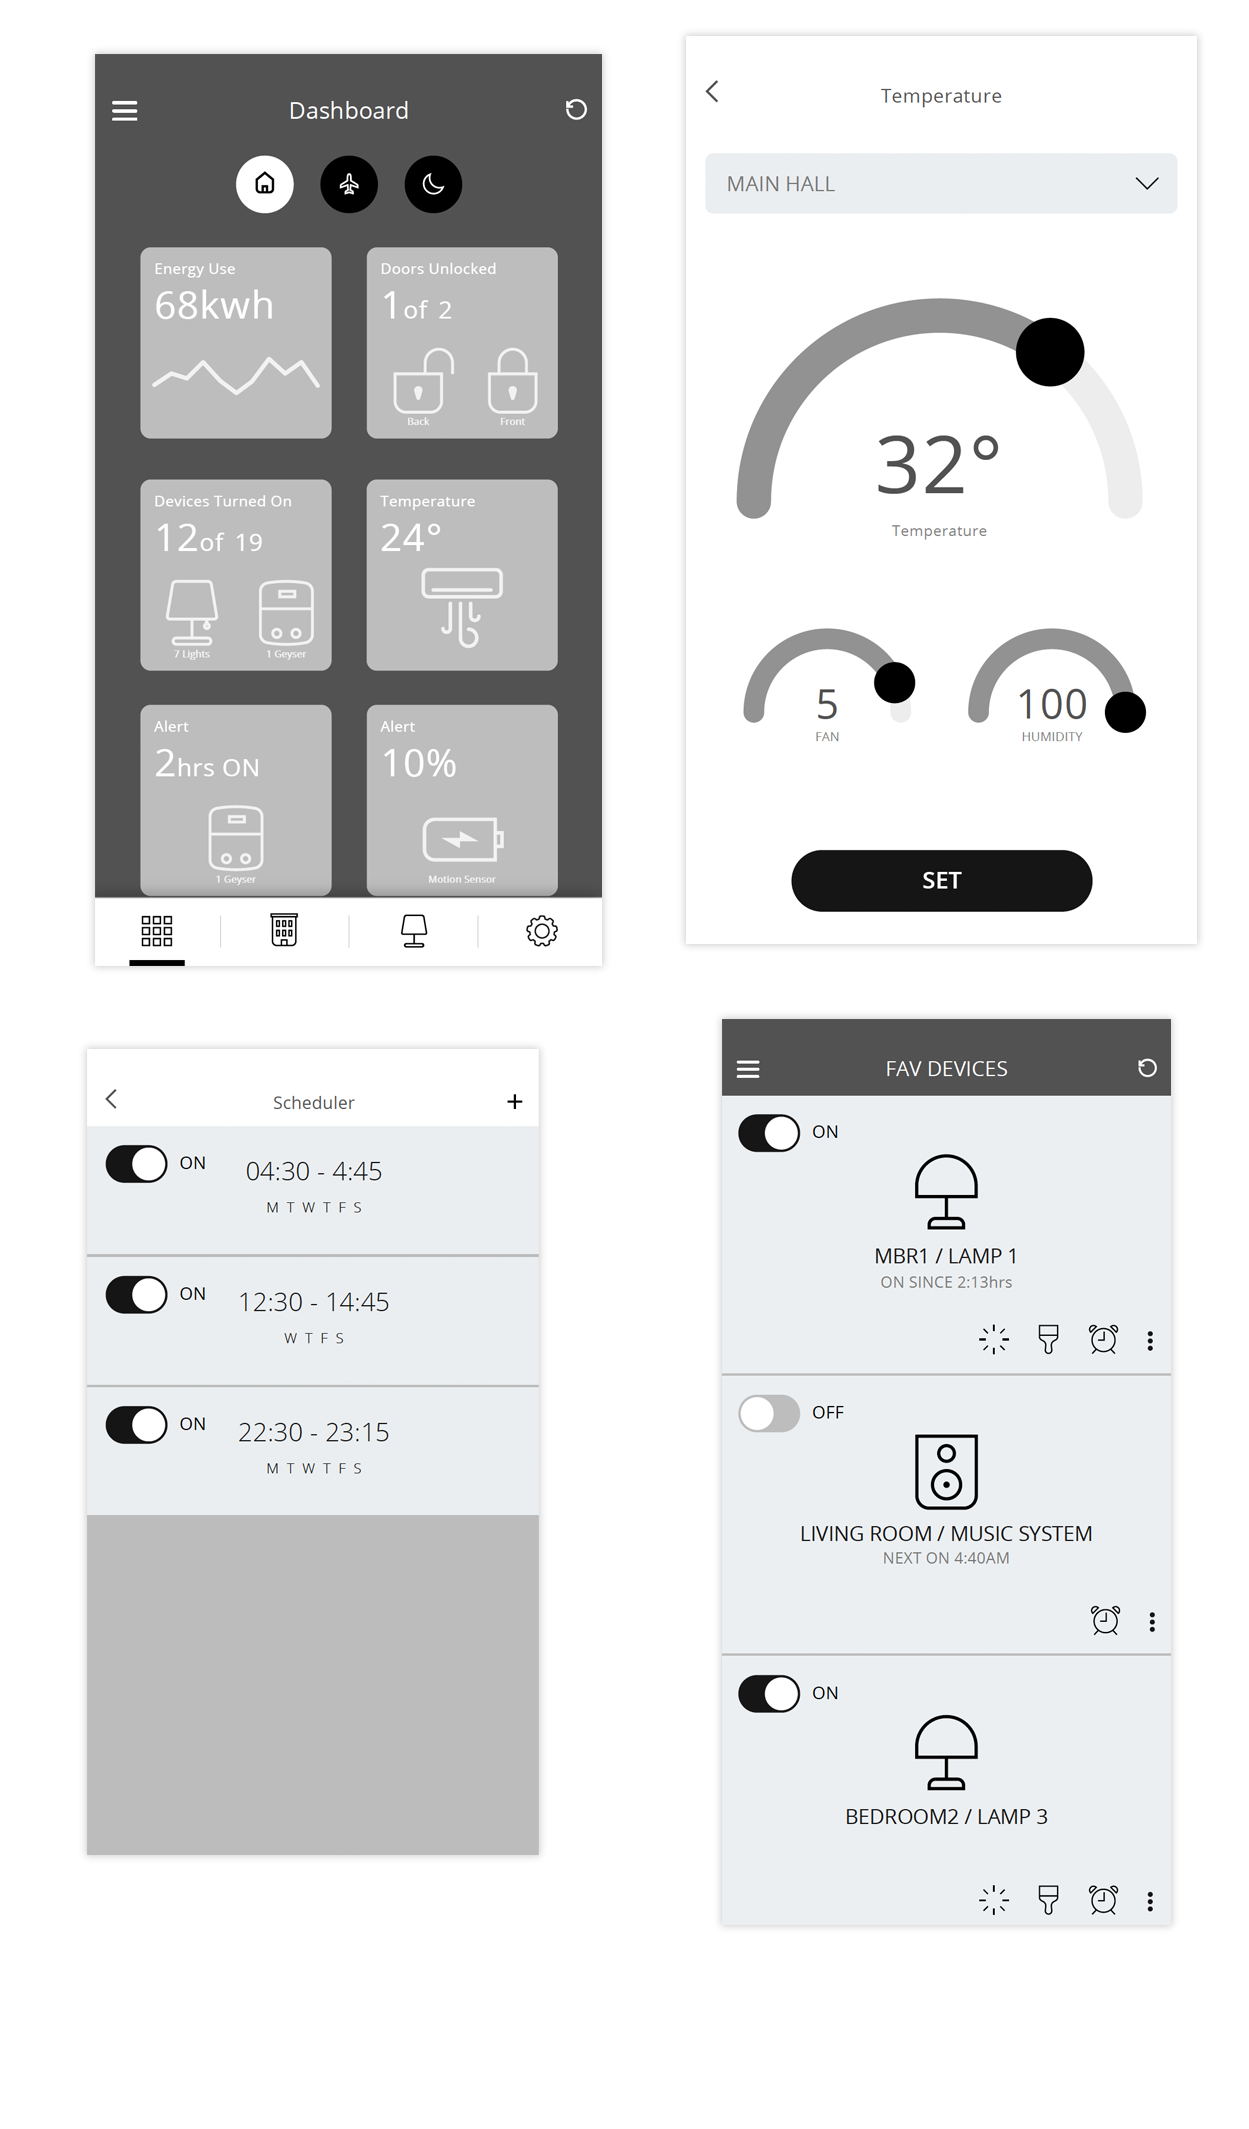 Dashboard
Energy Use
68kwh
Doors Unlocked
1of 2
Back
Front
Devices Turned On
12of 19
7 Lights
1 Geyser
Temperature
24°
Alert
2hrs ON
1 Geyser
Alert
10%
Motion Sensor
Temperature
MAIN HALL
32°
Temperature
5
FAN
100
HUMIDITY
SET
Scheduler
ON
04:30 - 4:45
M T W T F S
ON
12:30 - 14:45
W T F S
ON
22:30 - 23:15
M T W T F S
FAV DEVICES
ON
MBR1 / LAMP 1
ON SINCE 2:13hrs
OFF
LIVING ROOM / MUSIC SYSTEM
NEXT ON 4:40AM
ON
BEDROOM2 / LAMP 3